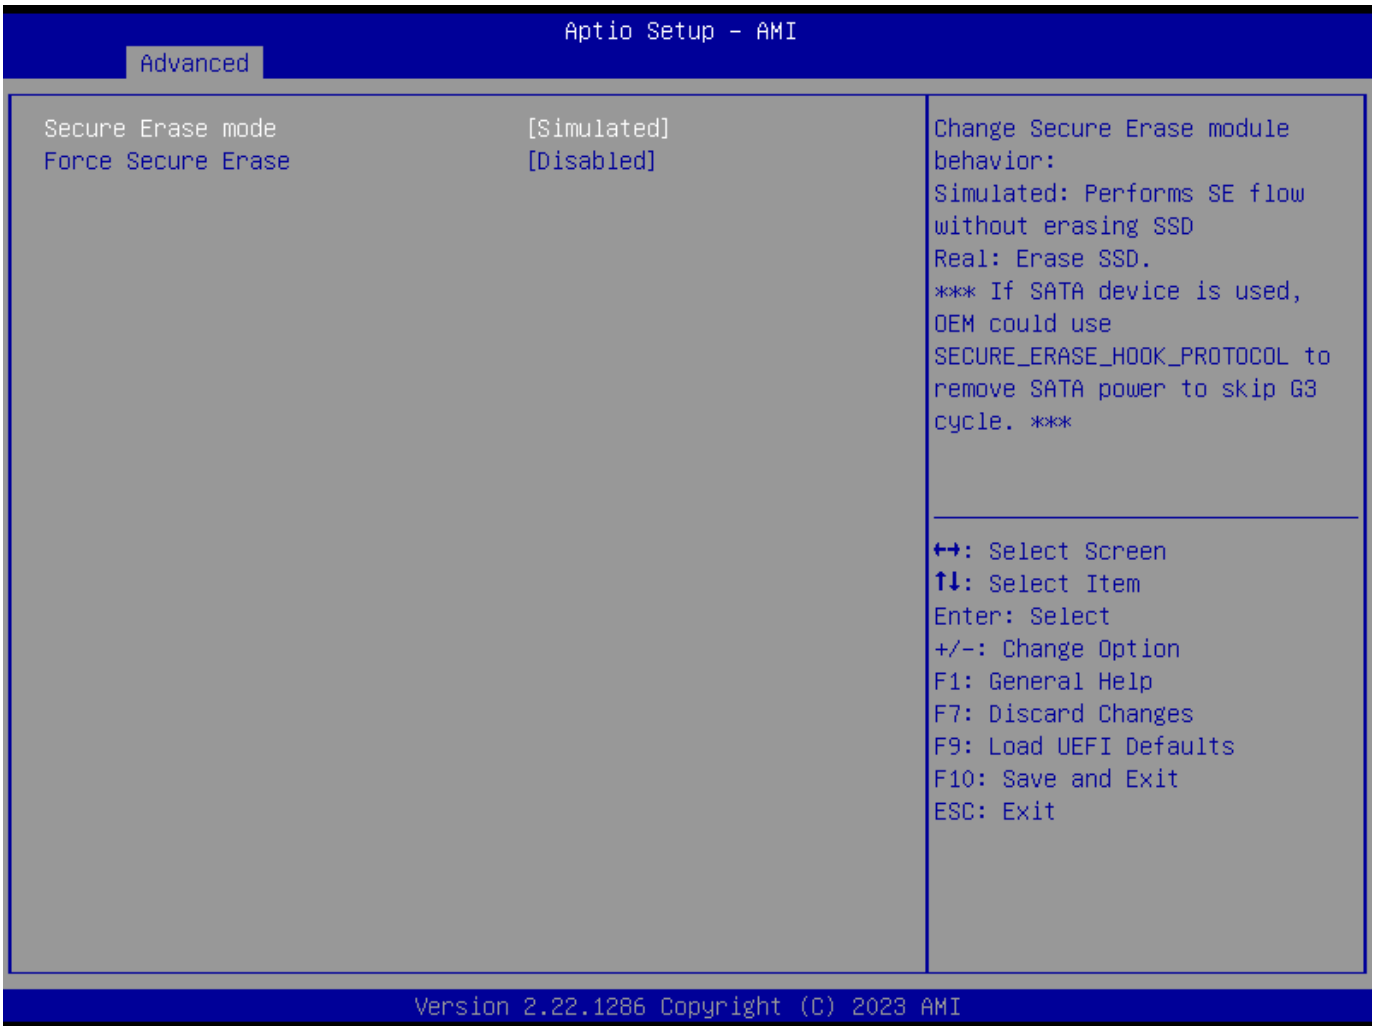 Aptio Setup – AMI
Advanced
Secure Erase mode [Simulated]
Force Secure Erase [Disabled]
Change Secure Erase module
behavior:
Simulated: Performs SE flow
without erasing SSD
Real: Erase SSD.
*** If SATA device is used,
OEM could use
SECURE_ERASE_HOOK_PROTOCOL to
remove SATA power to skip G3
cycle. ***
↔: Select Screen
↑↓: Select Item
Enter: Select
+/-: Change Option
F1: General Help
F7: Discard Changes
F9: Load UEFI Defaults
F10: Save and Exit
ESC: Exit
Version 2.22.1286 Copyright (C) 2023 AMI